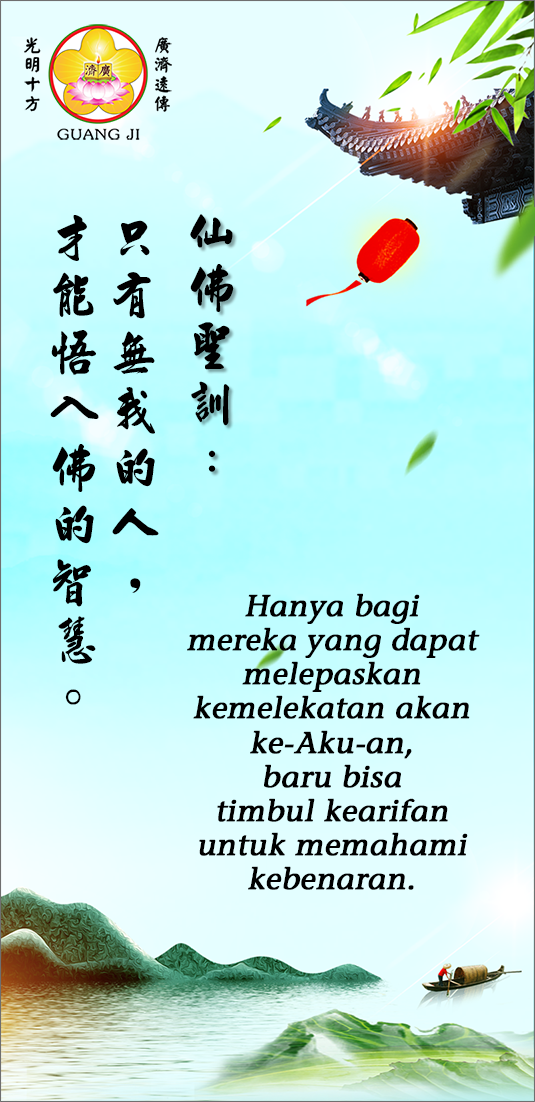 廣濟遠傳
光明十方
廣濟
GUANG JI
仙佛聖訓：
只有無我的人，
才能悟入佛的智慧。
Hanya bagi
mereka yang dapat
melepaskan
kemelekatan akan
ke-Aku-an,
baru bisa
timbul kearifan
untuk memahami
kebenaran.